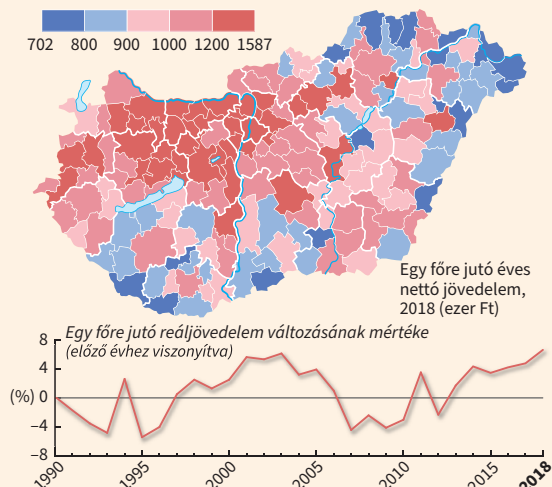 702 800 900 1000 1200 1587
Egy főre jutó éves
nettó jövedelem,
2018 (ezer Ft)
Egy főre jutó reáljövedelem változásának mértéke
(előző évhez viszonyítva)
8
4
(%) 0
–4
–8
1990 1995 2000 2005 2010 2015 2018